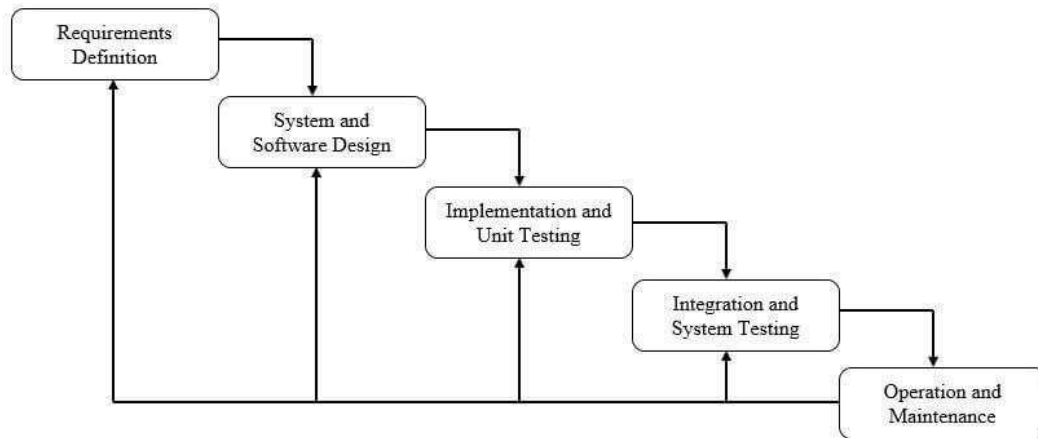 Requirements
Definition
System and
Software Design
Implementation and
Unit Testing
Integration and
System Testing
Operation and
Maintenance